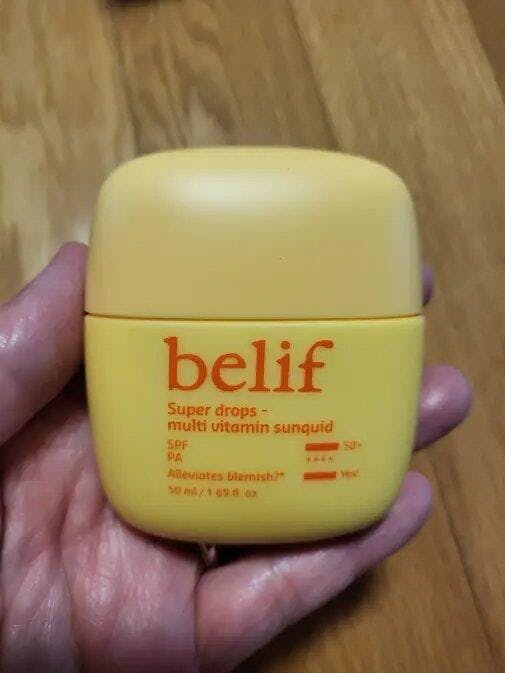 belif
Super drops -
multi vitamin sunquid
SPF 50+
PA ++++
Alleviates blemish?* Yes!
50 ml / 1.69 fl. oz